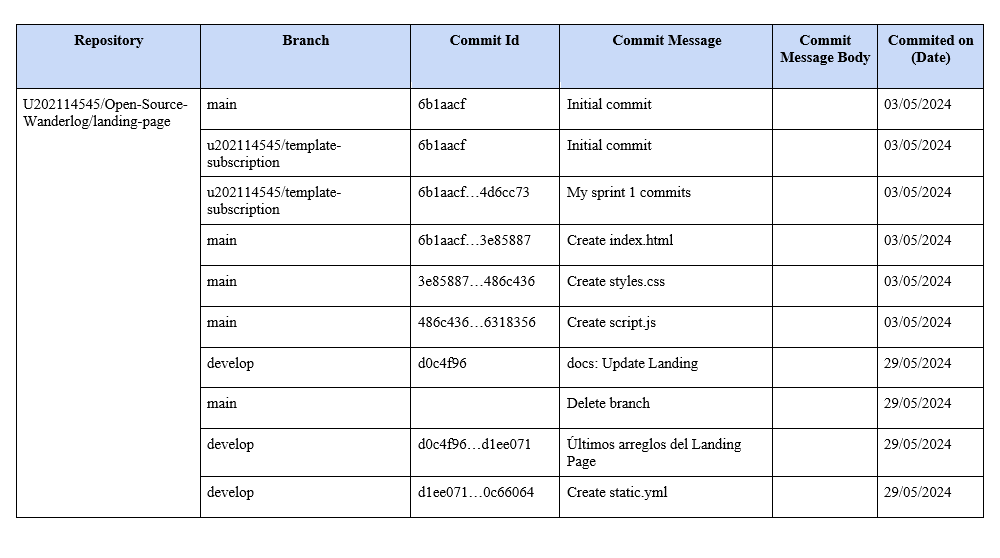 Repository Branch Commit Id Commit Message Commit Message Body Commited on (Date)
U202114545/Open-Source-
Wanderlog/landing-page
main 6b1aacf Initial commit 03/05/2024
u202114545/template-
subscription
6b1aacf Initial commit 03/05/2024
u202114545/template-
subscription
6b1aacf…4d6cc73 My sprint 1 commits 03/05/2024
main 6b1aacf…3e85887 Create index.html 03/05/2024
main 3e85887…486c436 Create styles.css 03/05/2024
main 486c436…6318356 Create script.js 03/05/2024
develop d0c4f96 docs: Update Landing 29/05/2024
main Delete branch 29/05/2024
develop d0c4f96…d1ee071 Últimos arreglos del Landing
Page
29/05/2024
develop d1ee071…0c66064 Create static.yml 29/05/2024